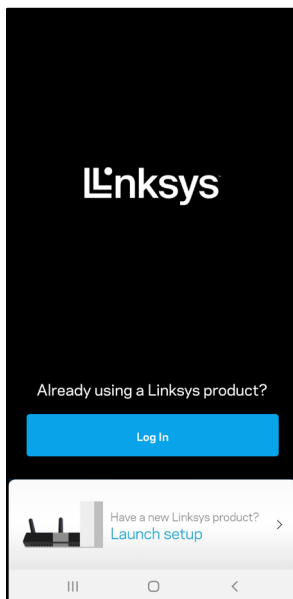 Linksys
Already using a Linksys product?
Log In
Have a new Linksys product?
Launch setup